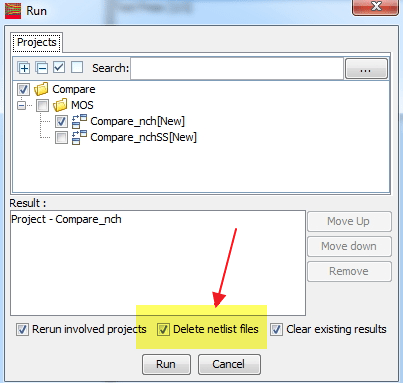 Run
Projects
Search:
...
Compare
MOS
Compare_nch[New]
Compare_nchSS[New]
Result :
Project - Compare_nch
Move Up
Move down
Remove
Rerun involved projects Delete netlist files Clear existing results
Run Cancel